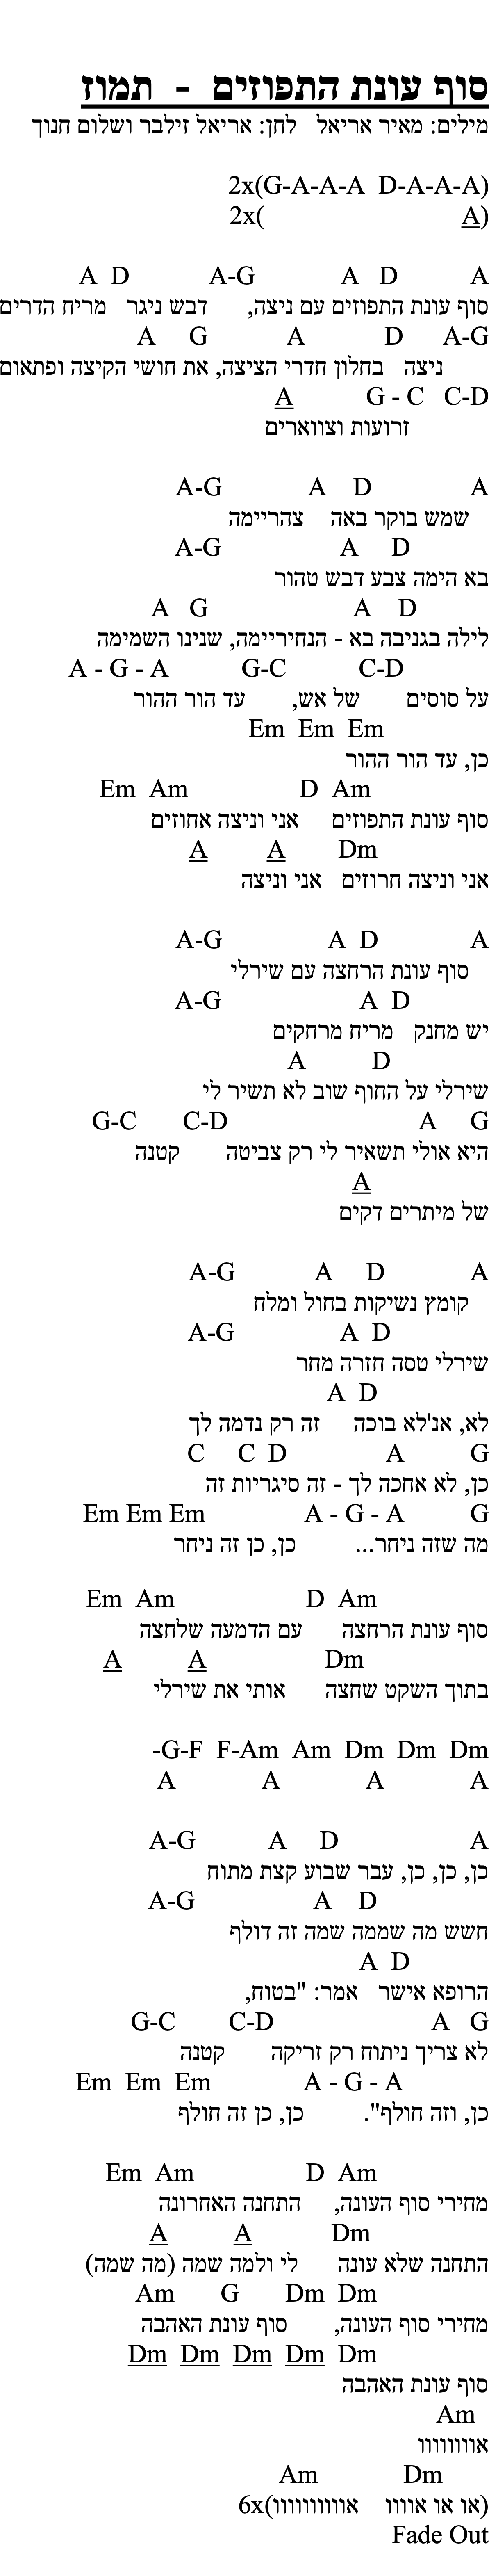 סוף עונת התפוזים - תמוז
מילים: מאיר אריאל לחן: אריאל זילבר ושלום חנוך
2x(G-A-A-A D-A-A-A)
2x( A)
A D A-G A D A
סוף עונת התפוזים עם ניצה, דבש ניגר מריח הדרים
A G A D A-G
ניצה בחלון חדרי הציצה, את חושי הקיצה ופתאום
A G - C C-D
זרועות וצווארים
A-G A D A
שמש בוקר באה צהריימה
A-G A D
בא הימה צבע דבש טהור
A G A D
לילה בגניבה בא - הנחיריימה, שנינו השמימה
A - G - A G-C C-D
על סוסים של אש, עד הור ההור
Em Em Em
כן, עד הור ההור
Em Am D Am
סוף עונת התפוזים אני וניצה אחוזים
A A Dm
אני וניצה חרוזים אני וניצה
A-G A D A
סוף עונת הרחצה עם שירלי
A-G A D
יש מחנק מריח מרחקים
A D
שירלי על החוף שוב לא תשיר לי
G-C C-D A G
היא אולי תשאיר לי רק צביטה קטנה
A
של מיתרים דקים
A-G A D A
קומץ נשיקות בחול ומלח
A-G A D
שירלי טסה חזרה מחר
A D
לא, אנ'לא בוכה זה רק נדמה לך
C C D A G
כן, לא אחכה לך - זה סיגריות זה
Em Em Em A - G - A G
מה שזה ניחר... כן, כן זה ניחר
Em Am D Am
סוף עונת הרחצה עם הדמעה שלחצה
A A Dm
בתוך השקט שחצה אותי את שירלי
-G-F F-Am Am Dm Dm Dm
A A A A
A-G A D A
כן, כן, כן, עבר שבוע קצת מתוח
A-G A D
חשש מה שממה שמה זה דולף
A D
הרופא אישר אמר: "בטוח,
G-C C-D A G
לא צריך ניתוח רק זריקה קטנה
Em Em Em A - G - A
כן, וזה חולף". כן, כן זה חולף
Em Am D Am
מחירי סוף העונה, התחנה האחרונה
A A Dm
התחנה שלא עונה לי ולמה שמה (מה שמה)
Am G Dm Dm
מחירי סוף העונה, סוף עונת האהבה
Dm Dm Dm Dm Dm
סוף עונת האהבה
Am
אוווווווו
Am Dm
(או או אוווו אווווווווווו)6x
Fade Out